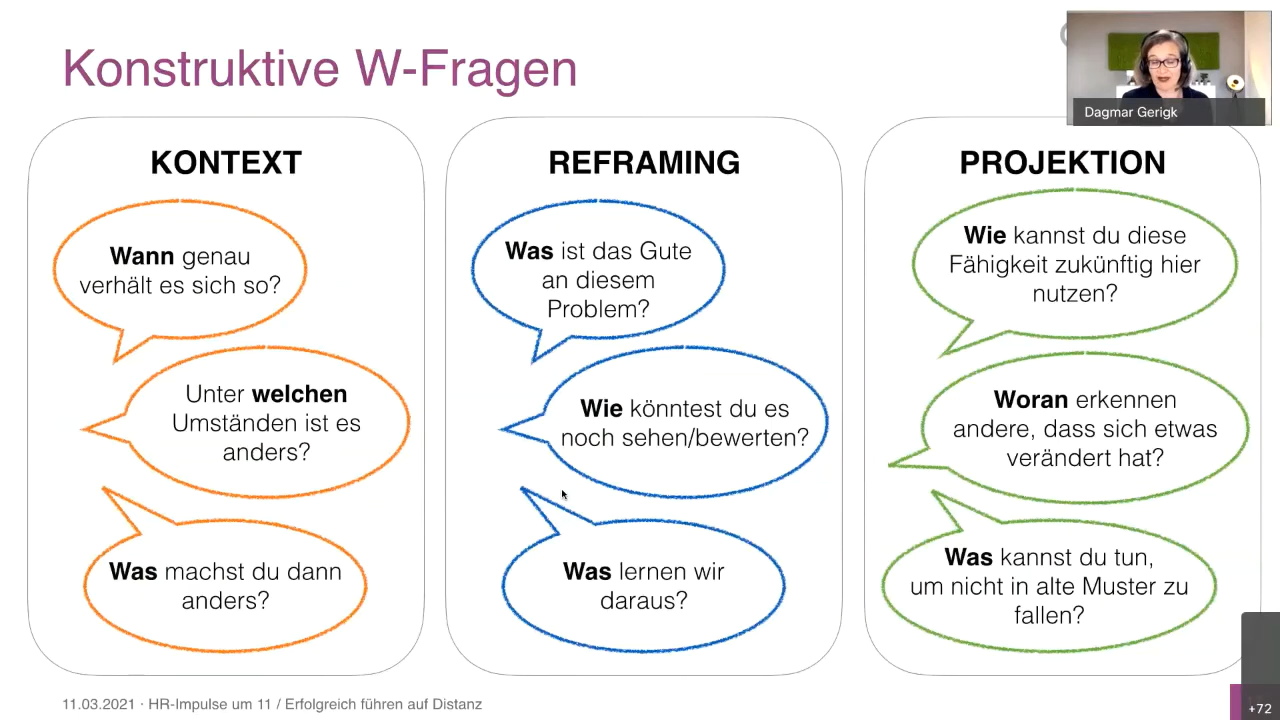 Konstruktive W-Fragen
Dagmar Gerigk
KONTEXT
Wann genau
verhält es sich so?
Unter welchen
Umständen ist es
anders?
Was machst du dann
anders?
REFRAMING
Was ist das Gute
an diesem
Problem?
Wie könntest du es
noch sehen/bewerten?
Was lernen wir
daraus?
PROJEKTION
Wie kannst du diese
Fähigkeit zukünftig hier
nutzen?
Woran erkennen
andere, dass sich etwas
verändert hat?
Was kannst du tun,
um nicht in alte Muster zu
fallen?
11.03.2021 · HR-Impulse um 11 / Erfolgreich führen auf Distanz
+72